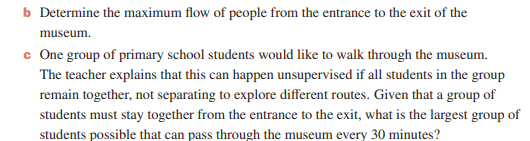 b Determine the maximum flow of people from the entrance to the exit of the
museum.
c One group of primary school students would like to walk through the museum.
The teacher explains that this can happen unsupervised if all students in the group
remain together, not separating to explore different routes. Given that a group of
students must stay together from the entrance to the exit, what is the largest group of
students possible that can pass through the museum every 30 minutes?